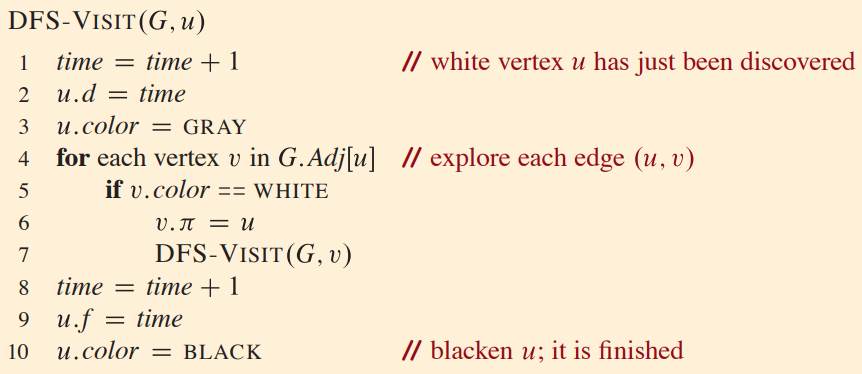 DFS-VISIT(G, u)
1 time = time + 1 // white vertex u has just been discovered
2 u.d = time
3 u.color = GRAY
4 for each vertex v in G.Adj[u] // explore each edge (u, v)
5 if v.color == WHITE
6 v.π = u
7 DFS-VISIT(G, v)
8 time = time + 1
9 u.f = time
10 u.color = BLACK // blacken u; it is finished